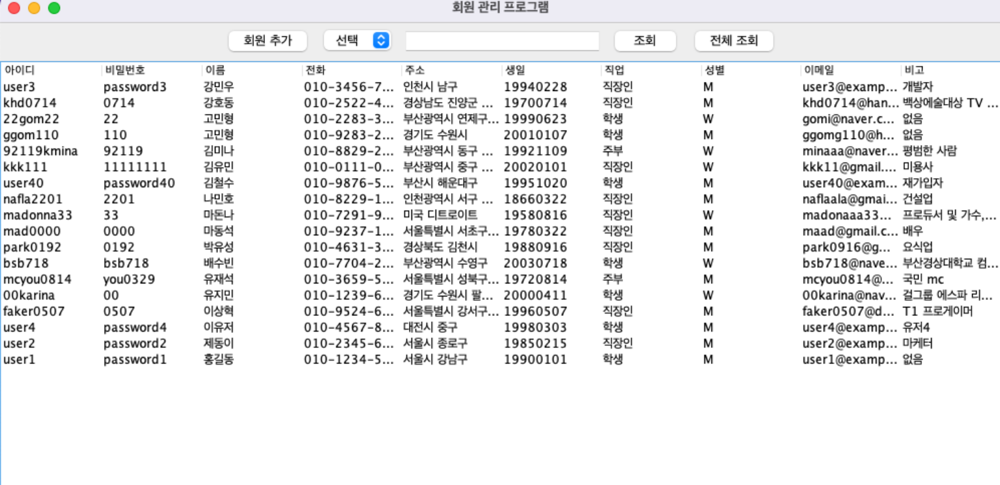 회원 관리 프로그램
회원 추가 선택 조회 전체 조회
아이디 비밀번호 이름 전화 주소 생일 직업 성별 이메일 비고
user3 password3 강민우 010-3456-7... 인천시 남구 19940228 직장인 M user3@examp... 개발자
khd0714 0714 강호동 010-2522-4... 경상남도 진양군 ... 19700714 직장인 M khd0714@han... 백상예술대상 TV ...
22gom22 22 고민형 010-2283-3... 부산광역시 연제구... 19990623 학생 W gomi@naver.c... 없음
ggom110 110 고민형 010-9283-2... 경기도 수원시 20010107 학생 M ggomg110@h... 없음
92119kmina 92119 김미나 010-8829-2... 부산광역시 동구 ... 19921109 주부 W minaaa@naver... 평범한 사람
kkk111 11111111 김유민 010-0111-0... 부산광역시 중구 ... 20020101 직장인 W kkk11@gmail.... 미용사
user40 password40 김철수 010-9876-5... 부산시 해운대구 19951020 학생 M user40@exam... 재가입자
nafla2201 2201 나민호 010-8229-1... 인천광역시 서구 ... 18660322 직장인 M naflaala@gmai... 건설업
madonna33 33 마돈나 010-7291-9... 미국 디트로이트 19580816 직장인 W madonaaa33... 프로듀서 및 가수,...
mad0000 0000 마동석 010-9237-1... 서울특별시 서초구... 19780322 직장인 M maad@gmail.c... 배우
park0192 0192 박유성 010-4631-3... 경상북도 김천시 19880916 직장인 M park0916@g... 요식업
bsb718 bsb718 배수빈 010-7704-2... 부산광역시 수영구 20030718 학생 W bsb718@nave... 부산경상대학교 컴...
mcyou0814 you0329 유재석 010-3659-5... 서울특별시 성북구... 19720814 주부 M mcyou0814@... 국민 mc
00karina 00 유지민 010-1239-6... 경기도 수원시 팔... 20000411 학생 W 00karina@nav... 걸그룹 에스파 리...
faker0507 0507 이상혁 010-9524-6... 서울특별시 강서구... 19960507 직장인 M faker0507@d... T1 프로게이머
user4 password4 이유저 010-4567-8... 대전시 중구 19980303 학생 M user4@examp... 유저4
user2 password2 제동이 010-2345-6... 서울시 종로구 19850215 직장인 M user2@examp... 마케터
user1 password1 홍길동 010-1234-5... 서울시 강남구 19900101 학생 M user1@examp... 없음